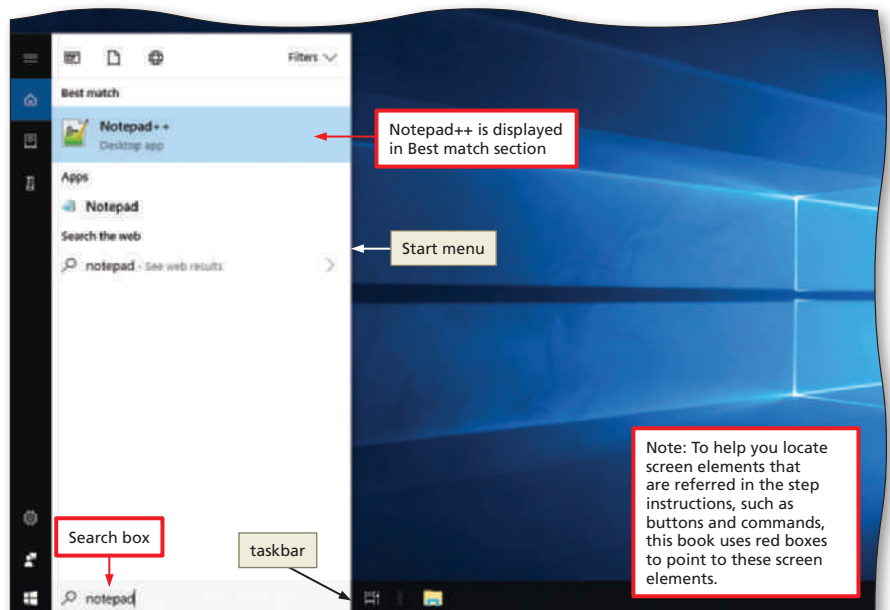 Filters
Best match
Notepad++
Desktop app
Notepad++ is displayed
in Best match section
Apps
Notepad
Search the web
notepad - See web results
Start menu
Note: To help you locate
screen elements that
are referred in the step
instructions, such as
buttons and commands,
this book uses red boxes
to point to these screen
elements.
Search box
taskbar
notepad